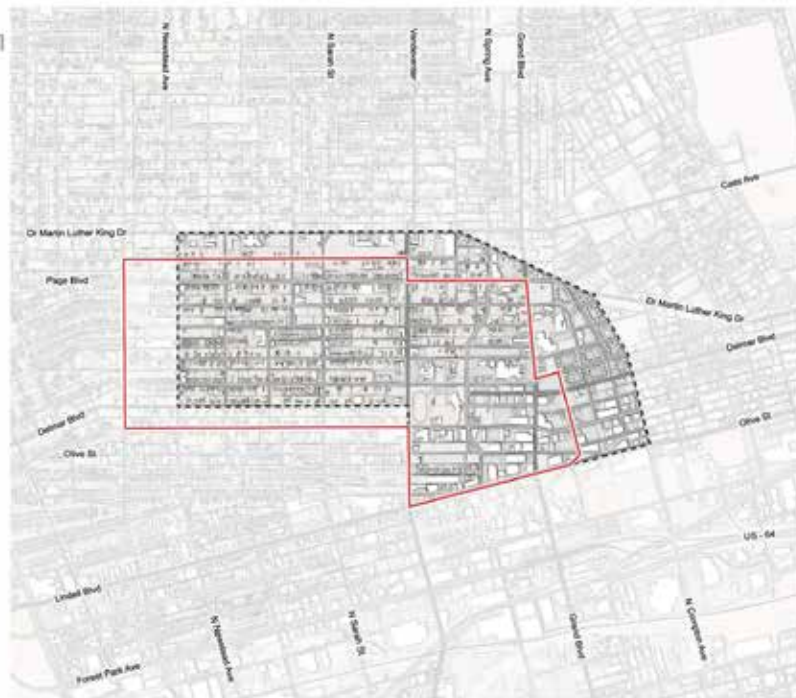 N Newstead Ave
N Sarah St
Vandeventer
N Spring Ave
Grand Blvd
Cass Ave
Dr Martin Luther King Dr
Page Blvd
Dr Martin Luther King Dr
Delmar Blvd
Delmar Blvd
Olive St
Olive St
US - 64
Lindell Blvd
N Newstead Ave
N Sarah St
Grand Blvd
N Compton Ave
Forest Park Ave